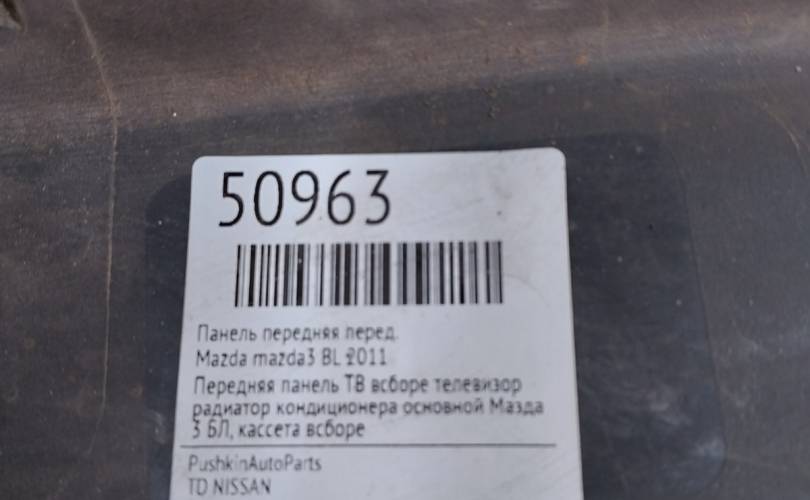 50963
Панель передняя перед.
Mazda mazda3 BL 2011
Передняя панель ТВ всборе телевизор
радиатор кондиционера основной Мазда
3 БЛ, кассета всборе
PushkinAutoParts
TD NISSAN